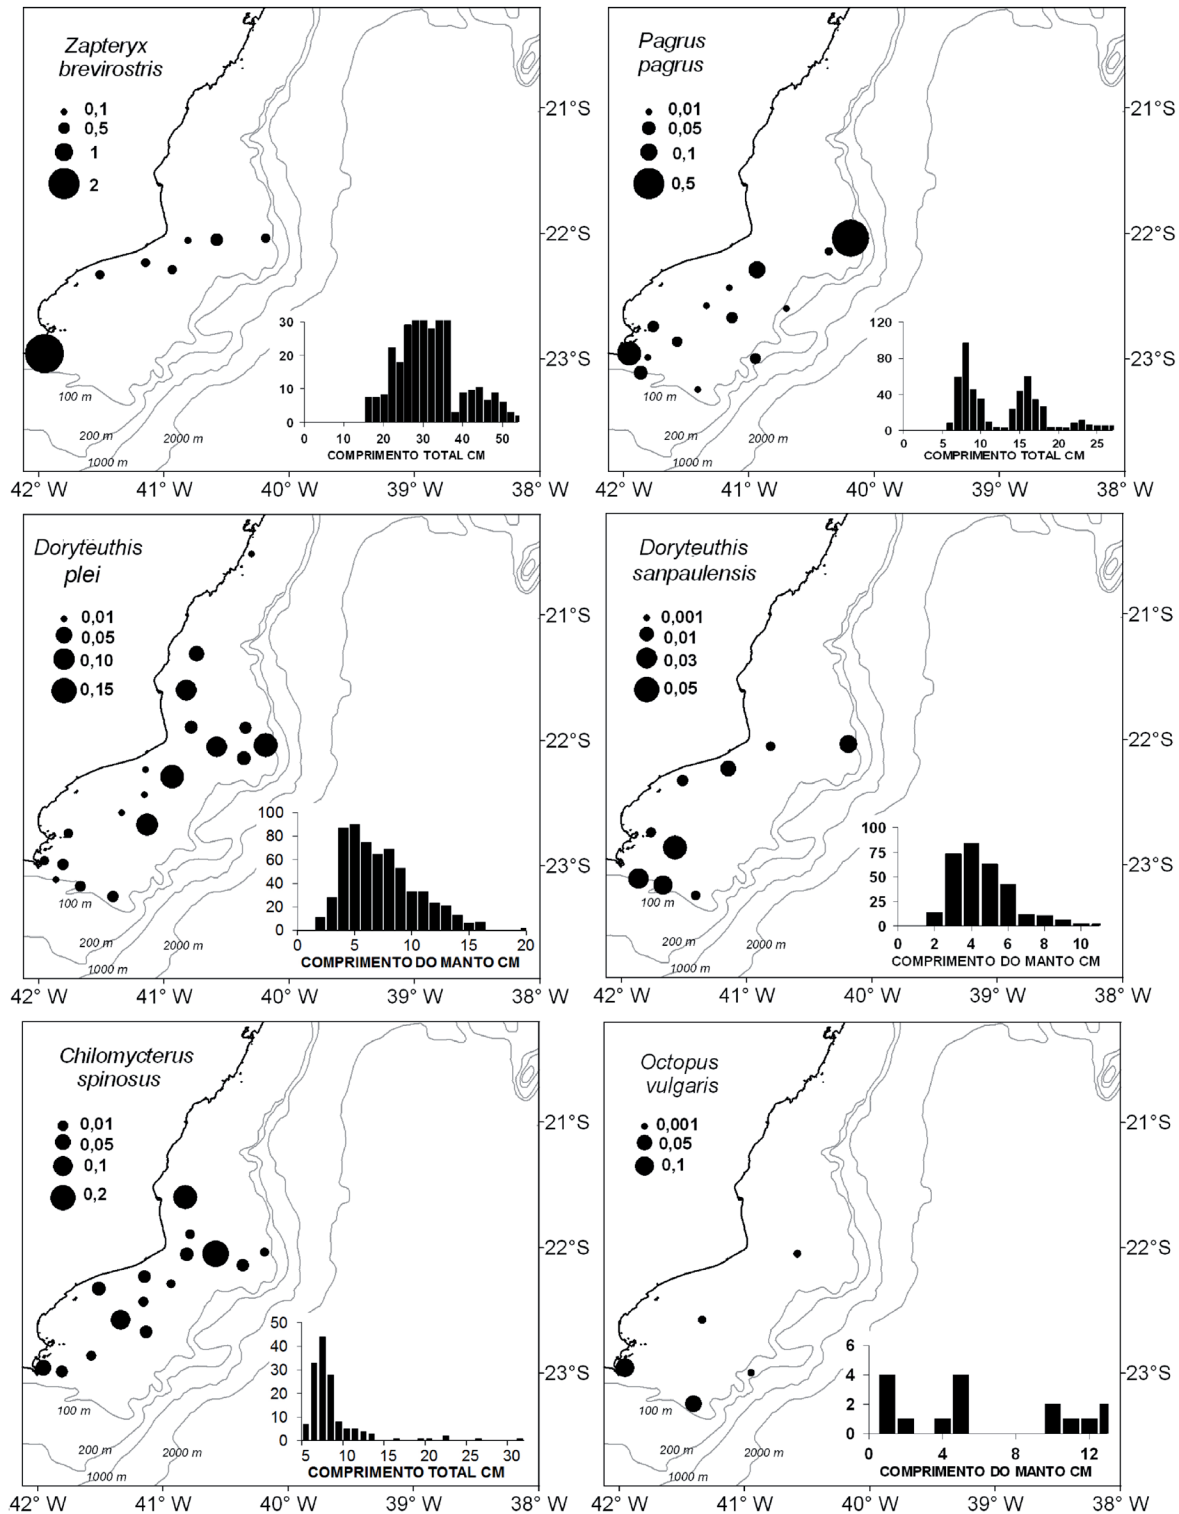 Zapteryx
brevirostris
0,1
0,5
1
2
21°S
22°S
23°S
100 m
200 m
1000 m
2000 m
30
20
10
0
0 10 20 30 40 50
COMPRIMENTO TOTAL CM
42° W 41° W 40° W 39° W 38° W
Pagrus
pagrus
0,01
0,05
0,1
0,5
21°S
22°S
23°S
100 m
200 m
1000 m
2000 m
120
80
40
0
0 5 10 15 20 25
COMPRIMENTO TOTAL CM
42° W 41° W 40° W 39° W 38° W
Doryteuthis
plei
0,01
0,05
0,10
0,15
21°S
22°S
23°S
100 m
200 m
1000 m
2000 m
100
80
60
40
20
0
0 5 10 15 20
COMPRIMENTO DO MANTO CM
42° W 41° W 40° W 39° W 38° W
Doryteuthis
sanpaulensis
0,001
0,01
0,03
0,05
21°S
22°S
23°S
100 m
200 m
1000 m
2000 m
100
75
50
25
0
0 2 4 6 8 10
COMPRIMENTO DO MANTO CM
42° W 41° W 40° W 39° W 38° W
Chilomycterus
spinosus
0,01
0,05
0,1
0,2
21°S
22°S
23°S
100 m
200 m
1000 m
2000 m
50
40
30
20
10
0
5 10 15 20 25 30
COMPRIMENTO TOTAL CM
42° W 41° W 40° W 39° W 38° W
Octopus
vulgaris
0,001
0,05
0,1
21°S
22°S
23°S
100 m
200 m
1000 m
2000 m
6
4
2
0
0 4 8 12
COMPRIMENTO DO MANTO CM
42° W 41° W 40° W 39° W 38° W